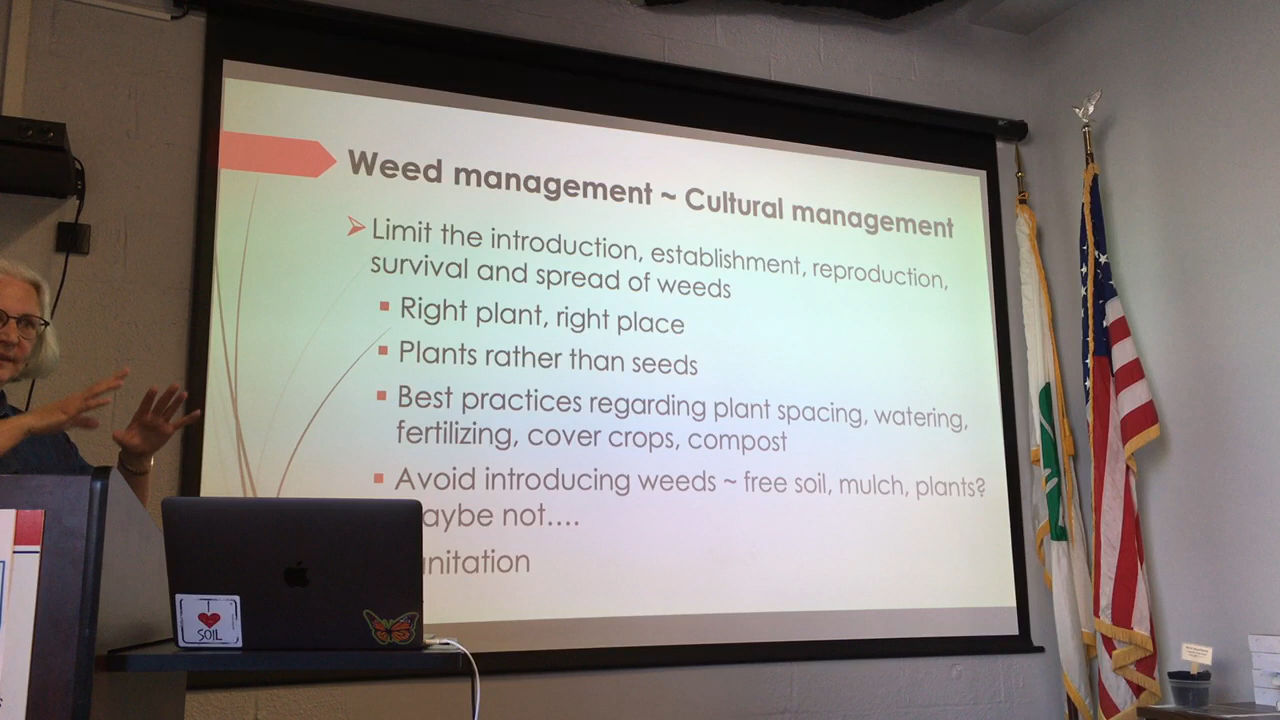 Weed management ~ Cultural management
Limit the introduction, establishment, reproduction,
survival and spread of weeds
Right plant, right place
Plants rather than seeds
Best practices regarding plant spacing, watering,
fertilizing, cover crops, compost
Avoid introducing weeds ~ free soil, mulch, plants?
aybe not....
nitation
I
SOIL